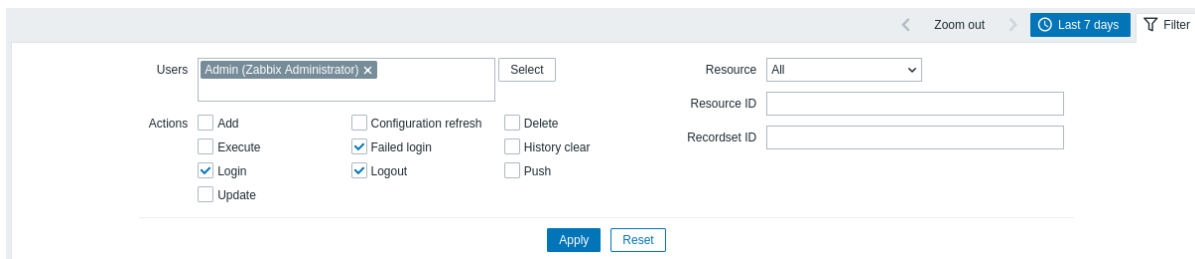 Zoom out Last 7 days Filter
Users Admin (Zabbix Administrator) Select Resource All
Resource ID
Actions Add Configuration refresh Delete
Recordset ID
Execute Failed login History clear
Login Logout Push
Update
Apply Reset